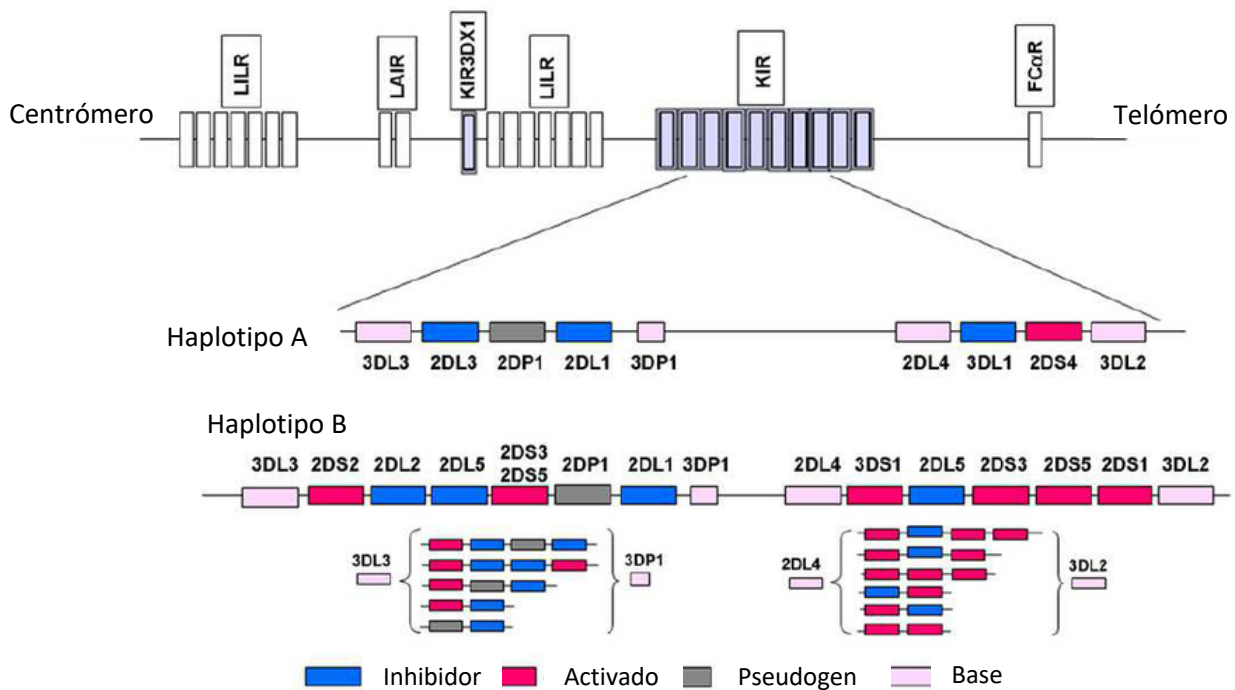 LILR LAIR KIR3DX1 LILR KIR FCαR
Centrómero Telómero
Haplotipo A
3DL3 2DL3 2DP1 2DL1 3DP1 2DL4 3DL1 2DS4 3DL2
Haplotipo B
3DL3 2DS2 2DL2 2DL5 2DS3 2DP1 2DL1 3DP1 2DL4 3DS1 2DL5 2DS3 2DS5 2DS1 3DL2
2DS5
3DL3 3DP1 2DL4 3DL2
Inhibidor Activado Pseudogen Base